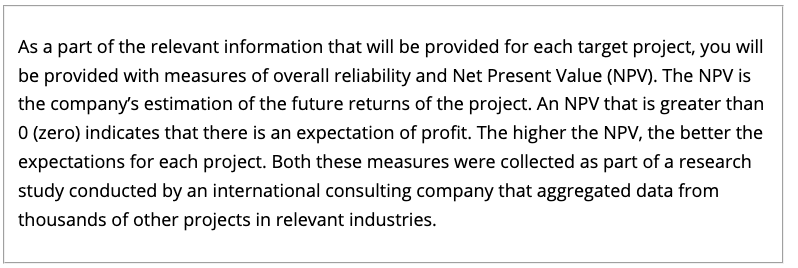 As a part of the relevant information that will be provided for each target project, you will
be provided with measures of overall reliability and Net Present Value (NPV). The NPV is
the company's estimation of the future returns of the project. An NPV that is greater than
0 (zero) indicates that there is an expectation of profit. The higher the NPV, the better the
expectations for each project. Both these measures were collected as part of a research
study conducted by an international consulting company that aggregated data from
thousands of other projects in relevant industries.